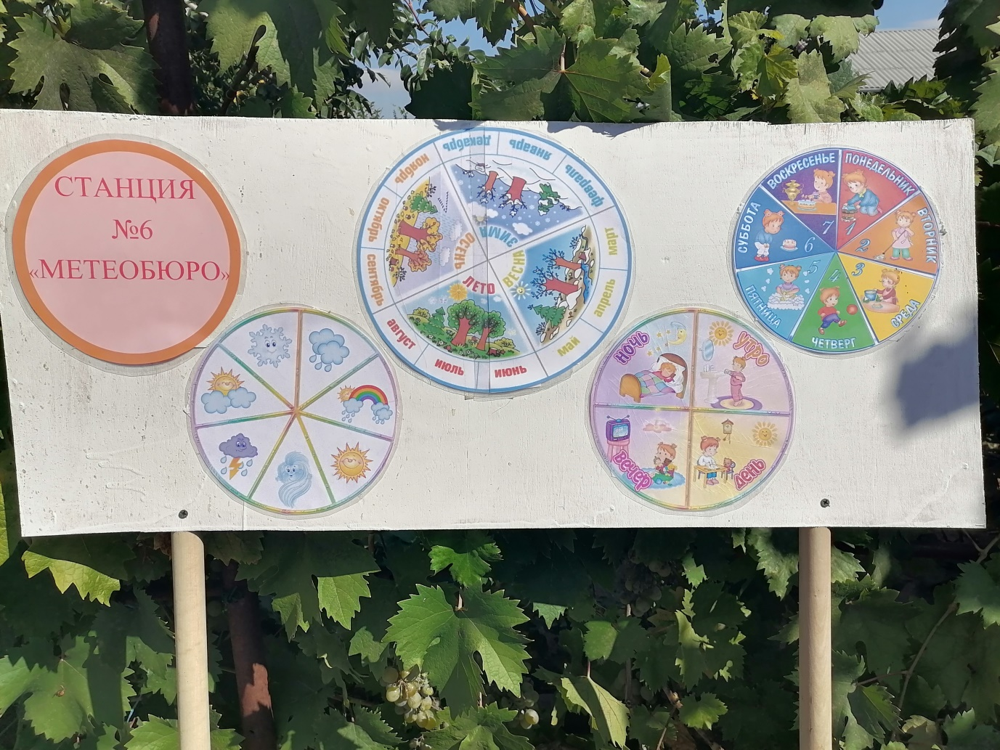 СТАНЦИЯ
№6
«МЕТЕОБЮРО»
декабрь
январь
февраль
март
апрель
май
июнь
июль
август
сентябрь
октябрь
ноябрь
ЗИМА
ВЕСНА
ЛЕТО
ОСЕНЬ
НОЧЬ
УТРО
ДЕНЬ
ВЕЧЕР
ПОНЕДЕЛЬНИК
1
ВТОРНИК
2
СРЕДА
3
ЧЕТВЕРГ
4
ПЯТНИЦА
5
СУББОТА
6
ВОСКРЕСЕНЬЕ
7